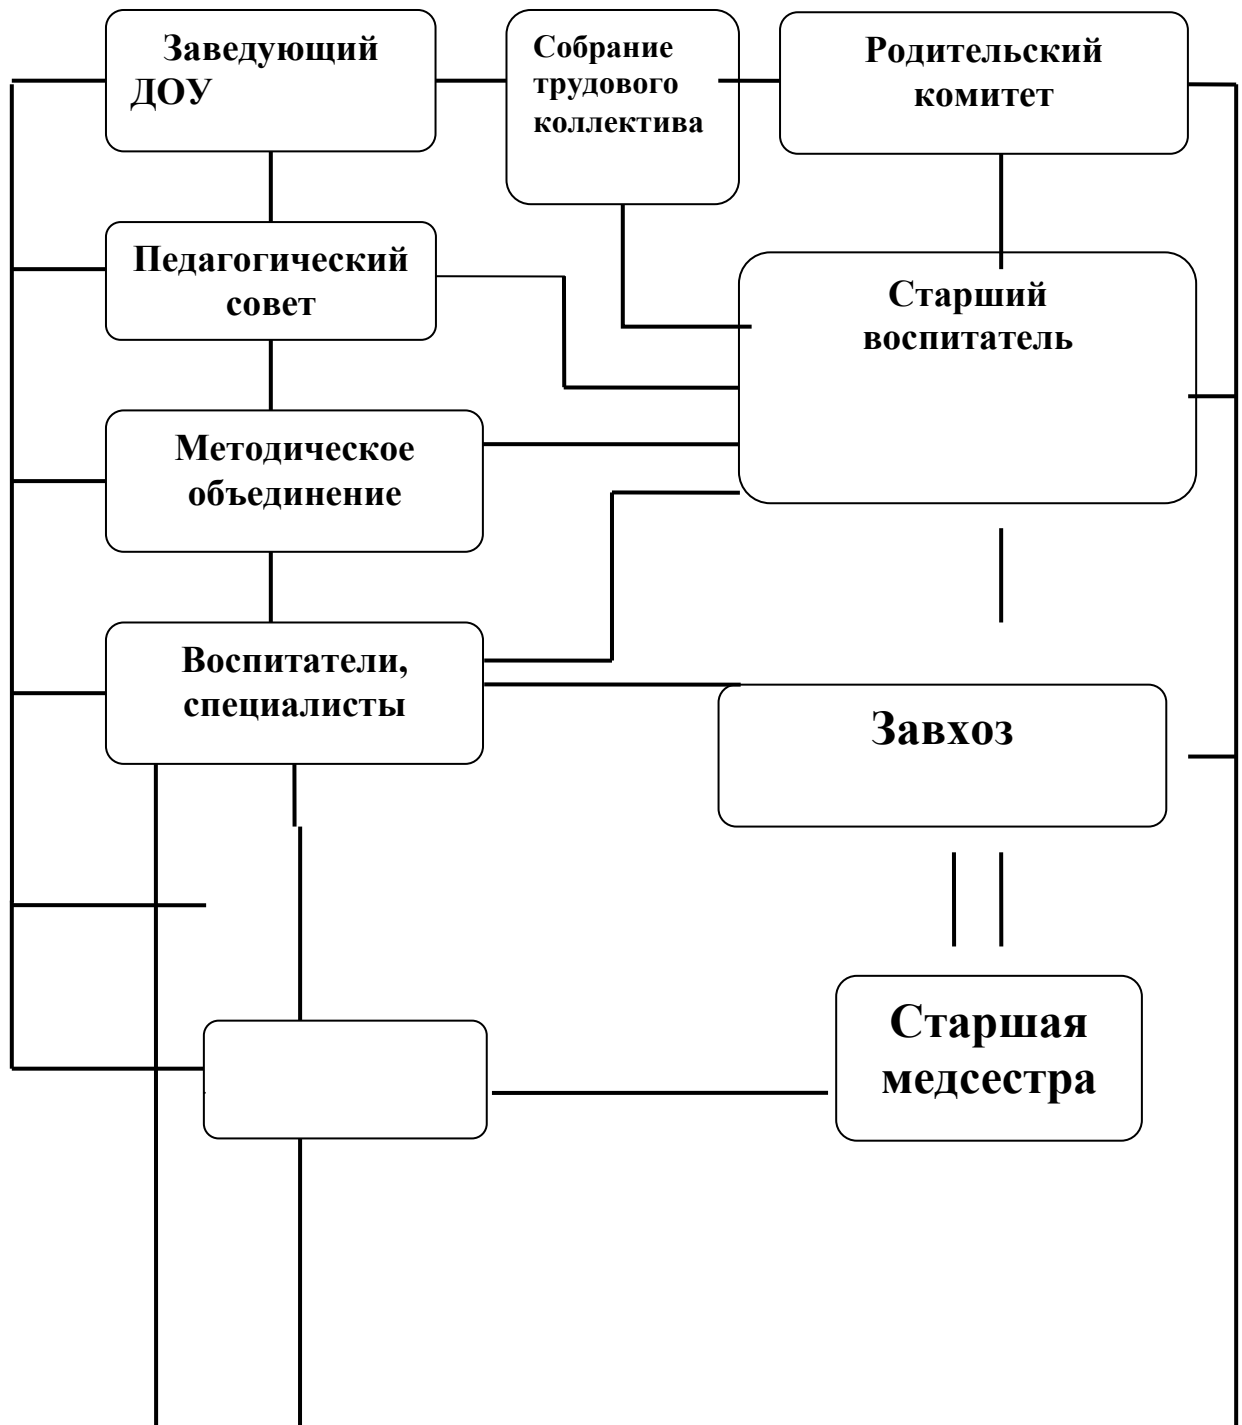 Заведующий
ДОУ
Собрание
трудового
коллектива
Родительский
комитет
Педагогический
совет
Старший
воспитатель
Методическое
объединение
Воспитатели,
специалисты
Завхоз
Старшая
медсестра